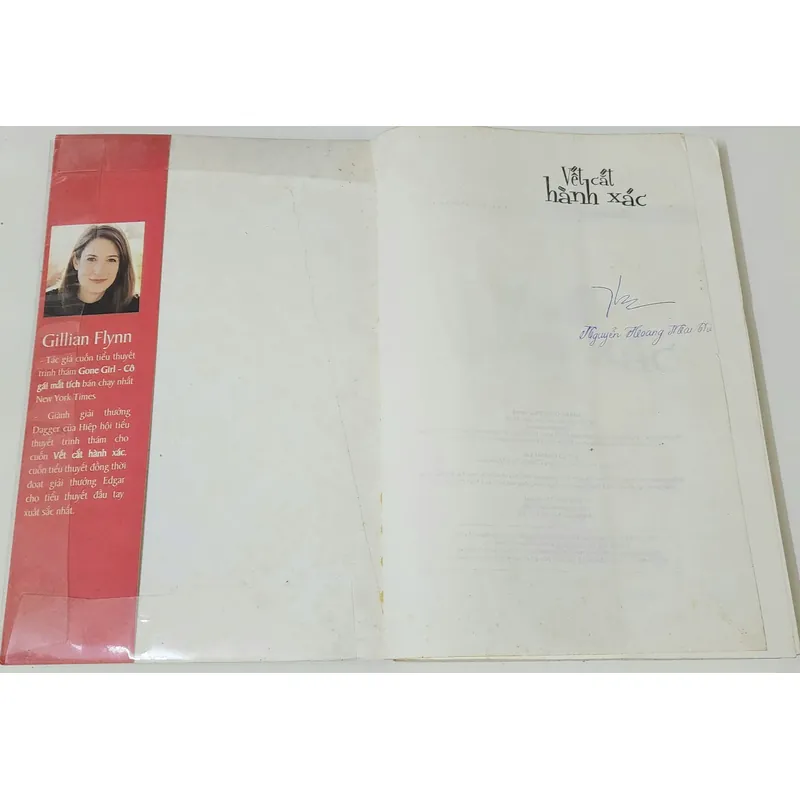 Gillian Flynn
- Tác giả cuốn tiểu thuyết
trinh thám Gone Girl - Cô
gái mất tích bán chạy nhất
New York Times
- Giành giải thưởng
Dagger của Hiệp hội tiểu
thuyết trinh thám cho
cuốn Vết cắt hành xác,
cuốn tiểu thuyết đồng thời
đoạt giải thưởng Edgar
cho tiểu thuyết đầu tay
xuất sắc nhất.
Vết cắt
hành xác
Nguyễn Hoàng